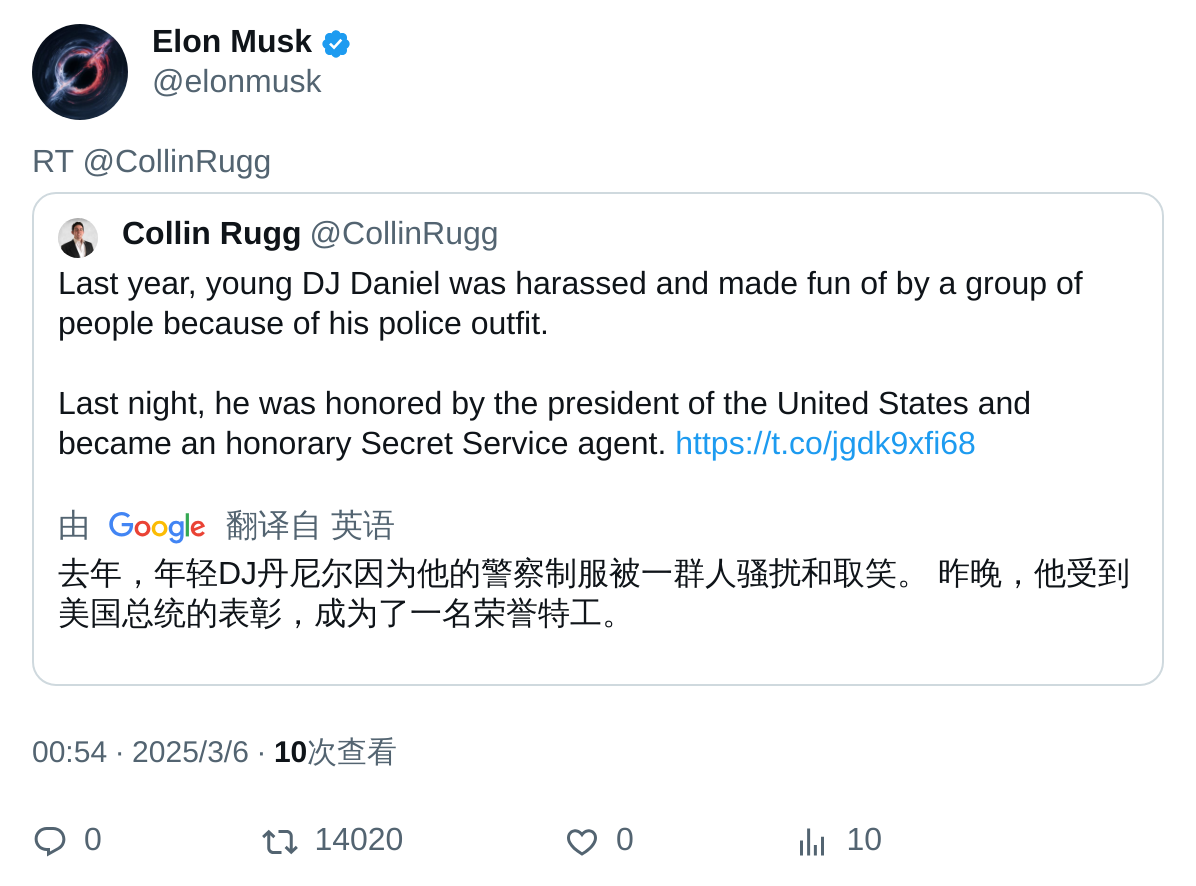 Elon Musk
@elonmusk
RT @CollinRugg
Collin Rugg @CollinRugg
Last year, young DJ Daniel was harassed and made fun of by a group of
people because of his police outfit.
Last night, he was honored by the president of the United States and
became an honorary Secret Service agent. https://t.co/jgdk9xfi68
由 Google 翻译自 英语
去年，年轻DJ丹尼尔因为他的警察制服被一群人骚扰和取笑。 昨晚，他受到
美国总统的表彰，成为了一名荣誉特工。
00:54 · 2025/3/6 · 10次查看
0 14020 0 10